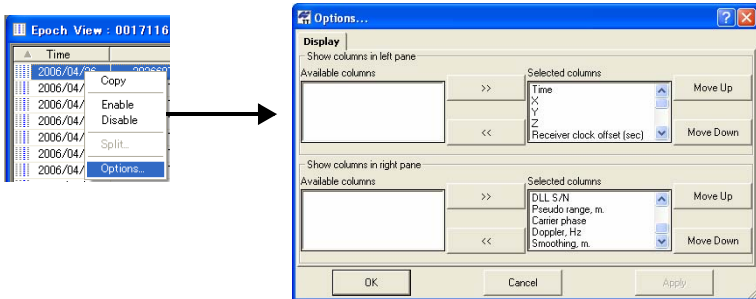 Epoch View : 0017116
Time
2006/04/26
2006/04/
2006/04/
2006/04/
2006/04/
2006/04/
2006/04/
Copy
Enable
Disable
Split...
Options...
Options...
Display
Show columns in left pane
Available columns
>>
<<
Selected columns
Time
X
Y
Z
Receiver clock offset (sec)
Move Up
Move Down
Show columns in right pane
Available columns
>>
<<
Selected columns
DLL S/N
Pseudo range, m.
Carrier phase
Doppler, Hz
Smoothing, m.
Move Up
Move Down
OK
Cancel
Apply